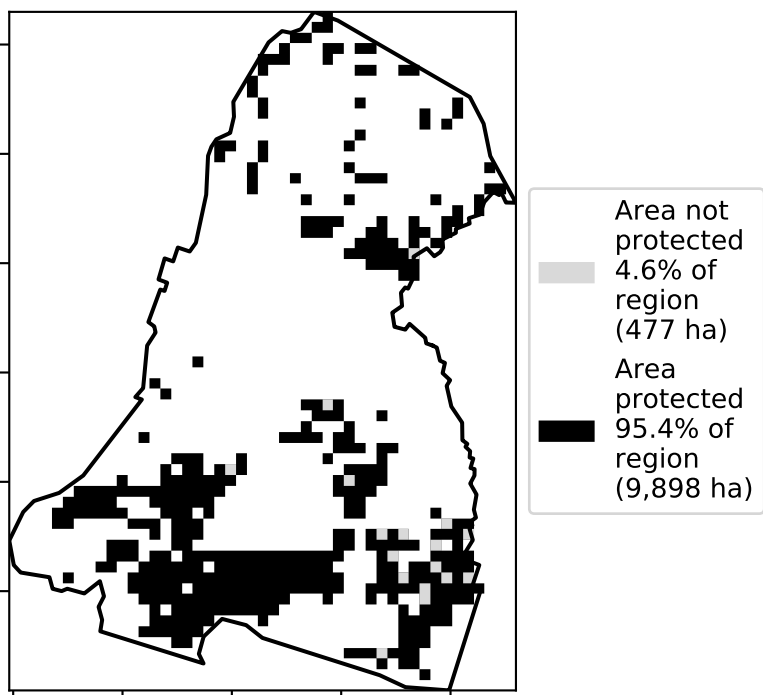 Area not
protected
4.6% of
region
(477 ha)
Area
protected
95.4% of
region
(9,898 ha)